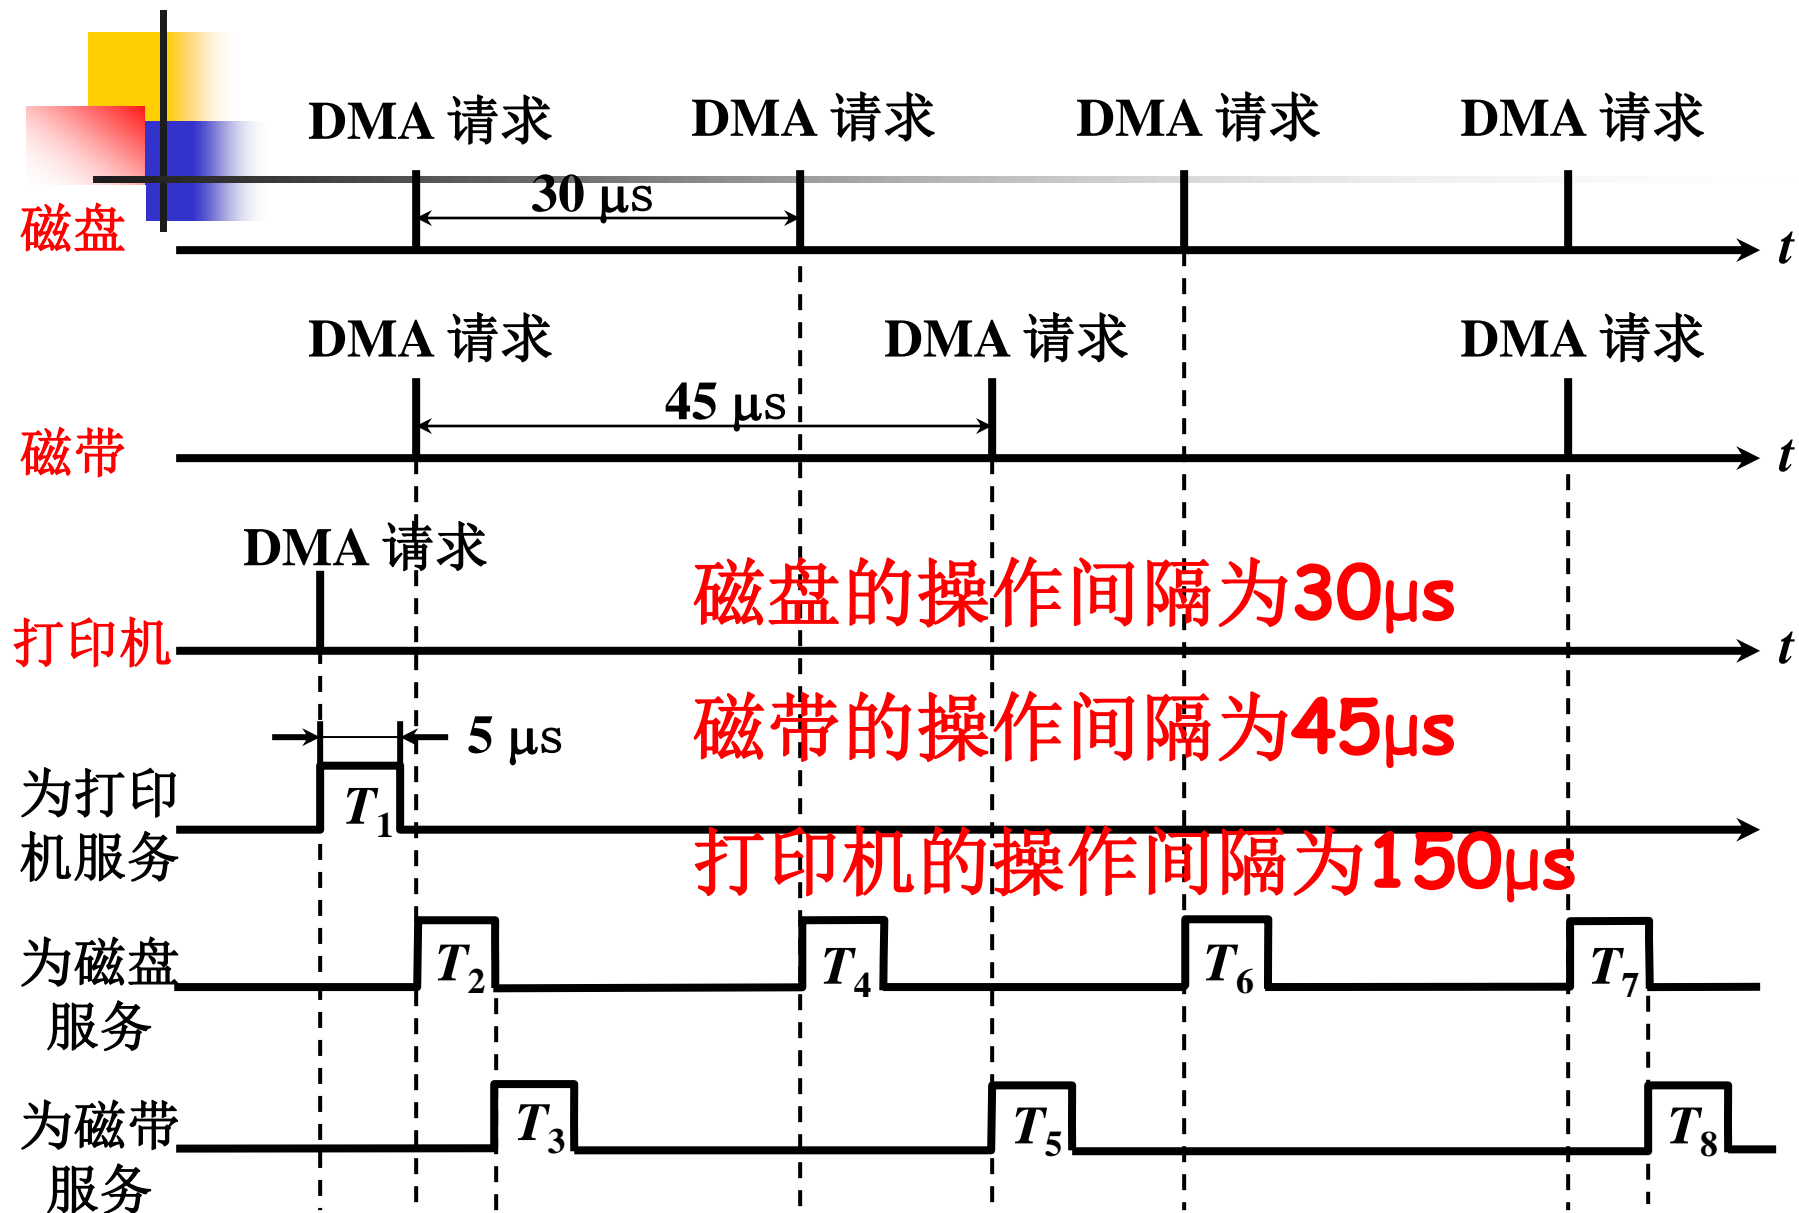 DMA 请求 DMA 请求 DMA 请求 DMA 请求
30 μs
磁盘 t
DMA 请求 DMA 请求 DMA 请求
45 μs
磁带 t
DMA 请求
磁盘的操作间隔为30μs
打印机 t
磁带的操作间隔为45μs
5 μs
为打印 T1
机服务
打印机的操作间隔为150μs
为磁盘 T2 T4 T6 T7
服务
为磁带 T3 T5 T8
服务